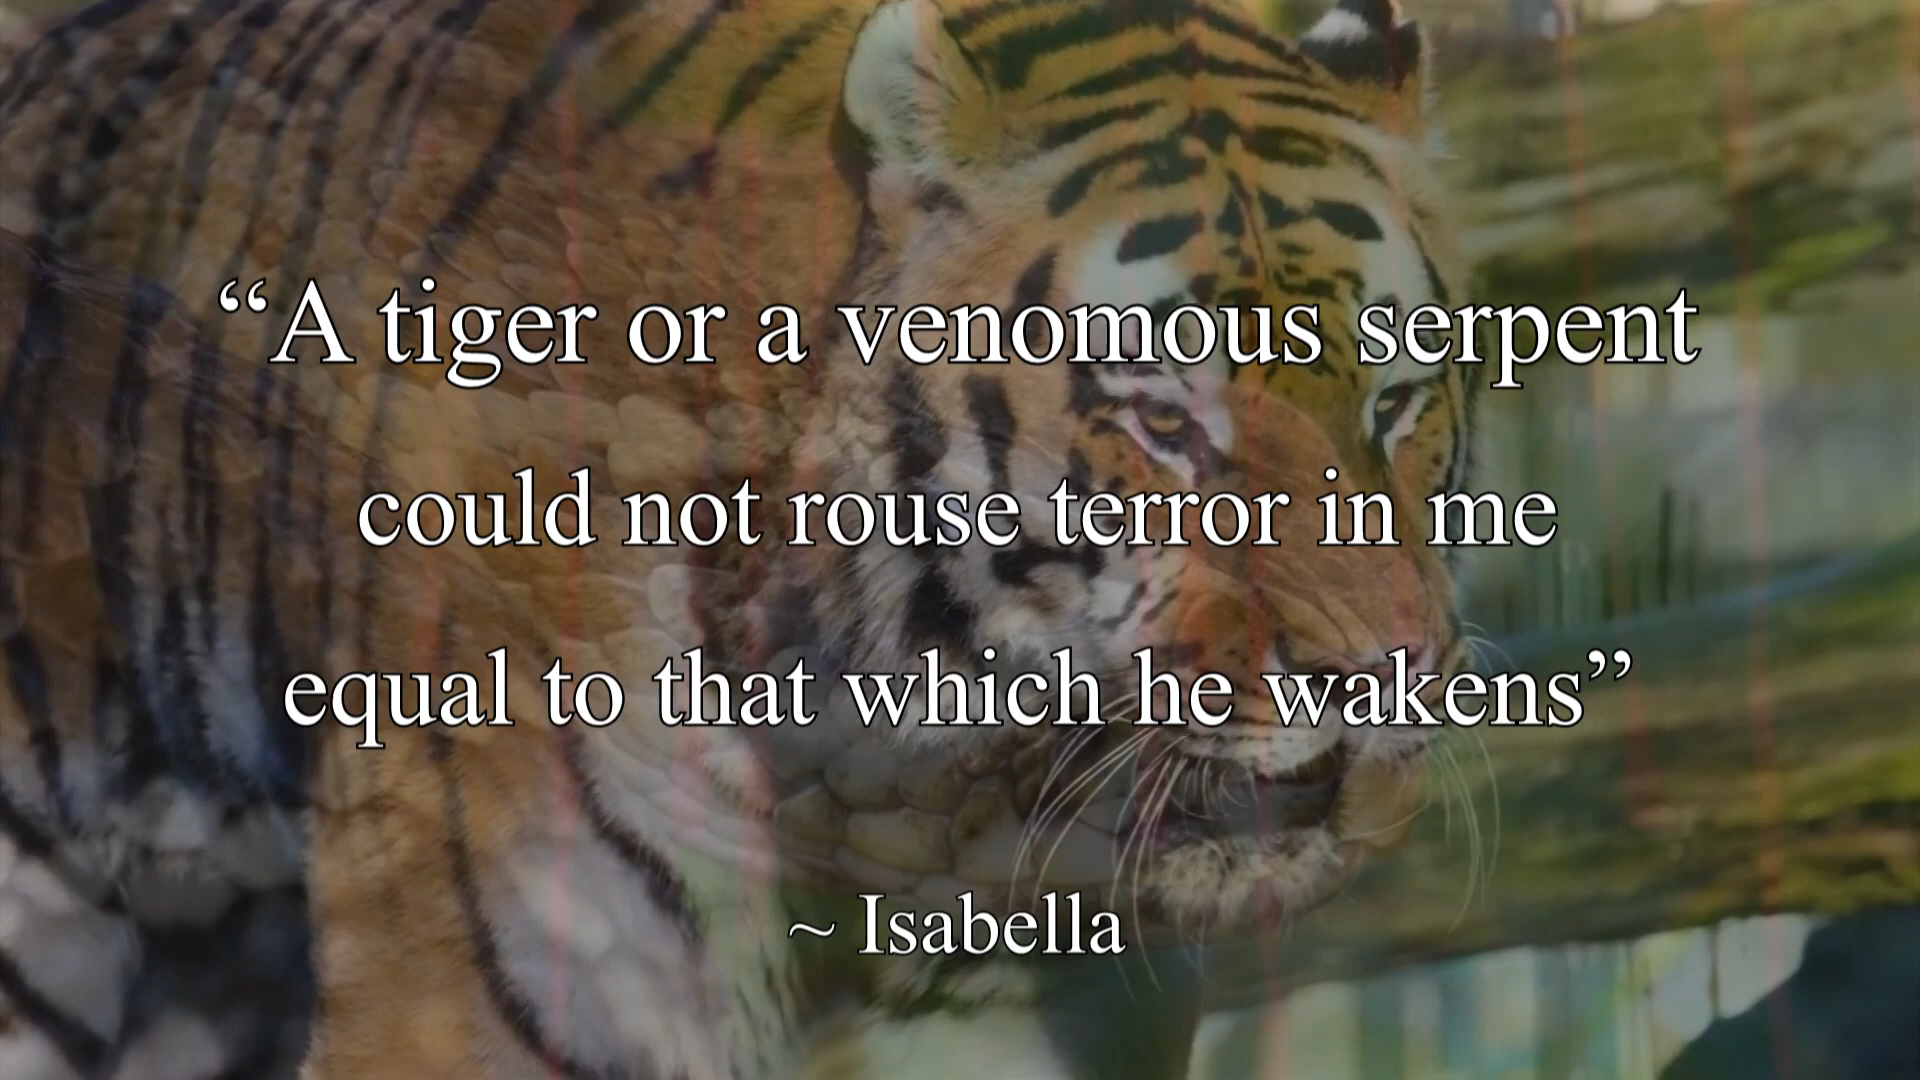 “A tiger or a venomous serpent
could not rouse terror in me
equal to that which he wakens”
~ Isabella